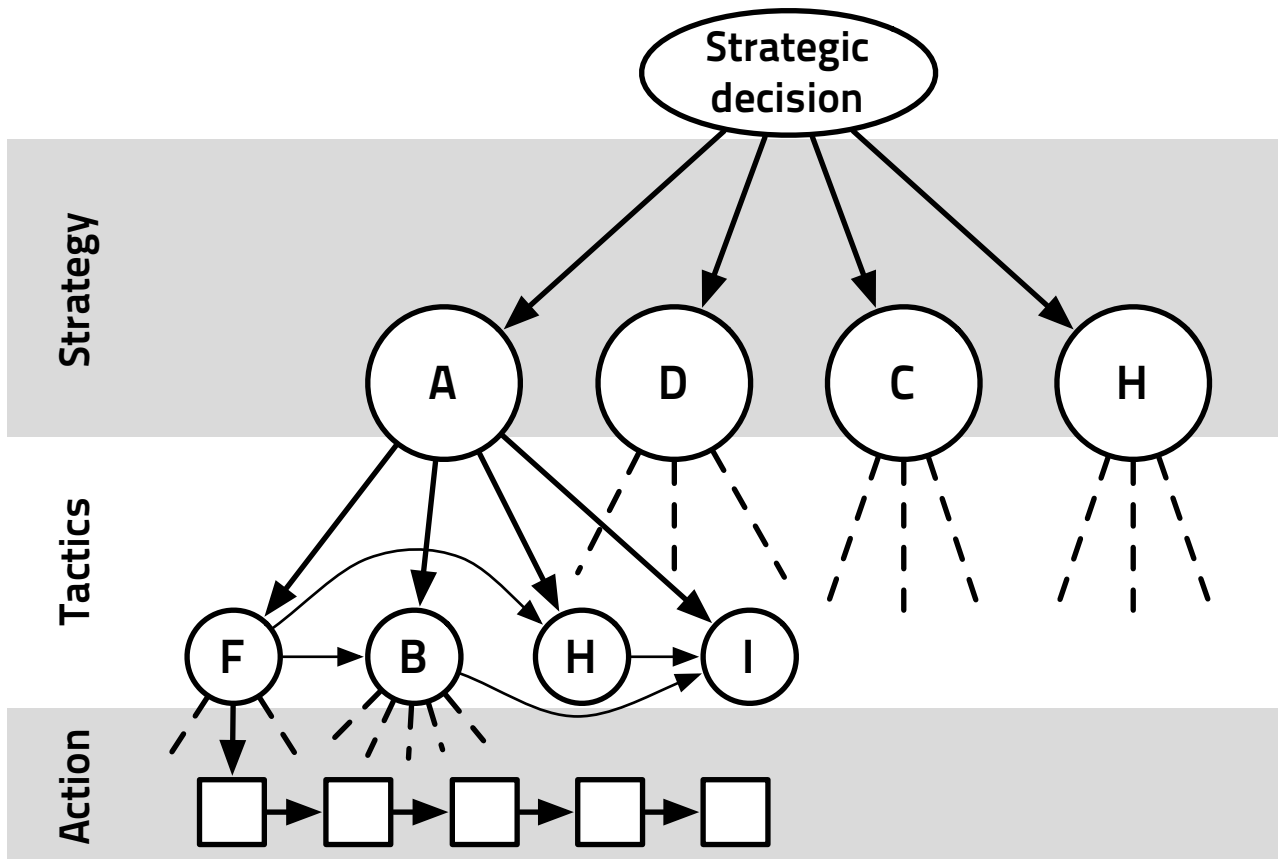 Strategic
decision
Strategy
A
D
C
H
Tactics
F
B
H
I
Action